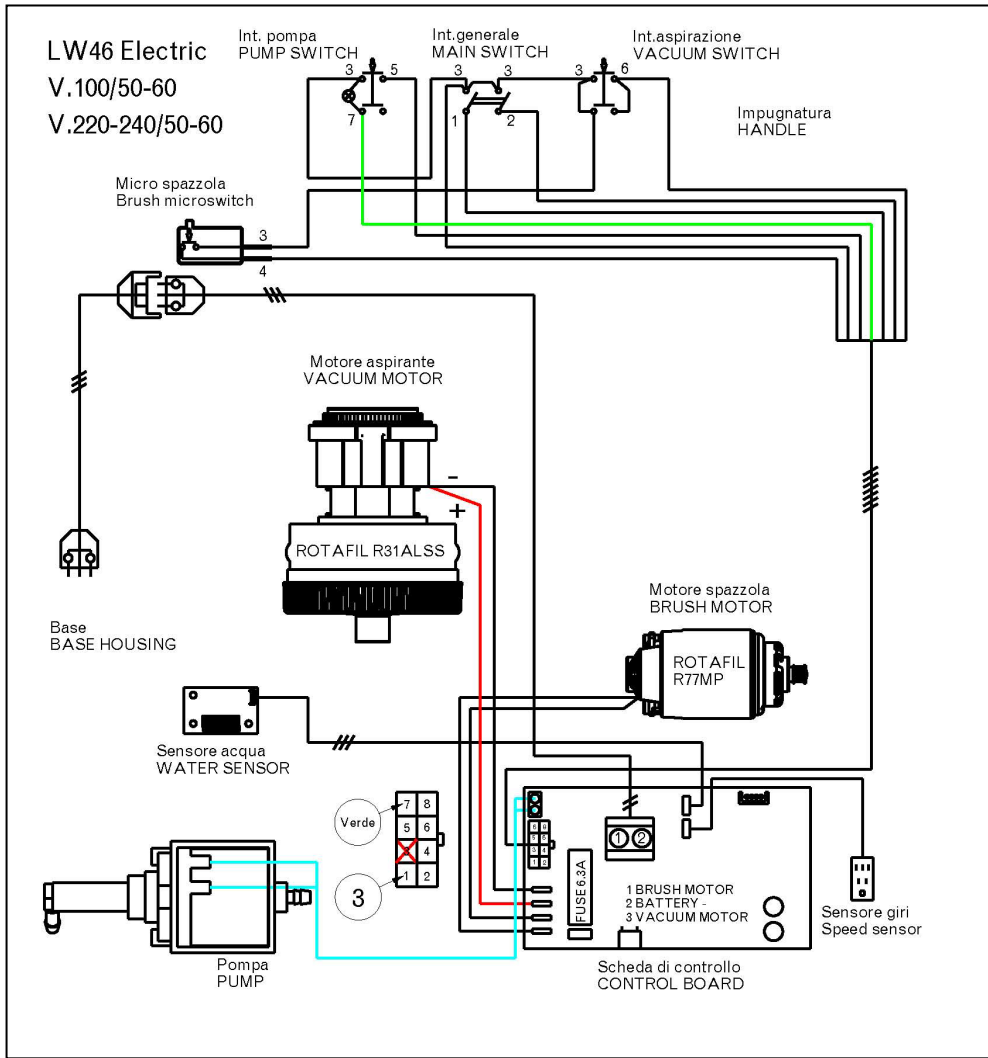 LW46 Electric
V.100/50-60
V.220-240/50-60
Int. pompa
PUMP SWITCH
Int.generale
MAIN SWITCH
Int.aspirazione
VACUUM SWITCH
3 5
7
3 3
1 2
3 6
Impugnatura
HANDLE
Micro spazzola
Brush microswitch
3
4
Motore aspirante
VACUUM MOTOR
-
+
ROTAFIL R31ALSS
Motore spazzola
BRUSH MOTOR
ROTAFIL
R77MP
Base
BASE HOUSING
Sensore acqua
WATER SENSOR
Verde
7 8
5 6
4
1 2
3
1 2
FUSE 6.3A
1 BRUSH MOTOR
2 BATTERY -
3 VACUUM MOTOR
Sensore giri
Speed sensor
Pompa
PUMP
Scheda di controllo
CONTROL BOARD